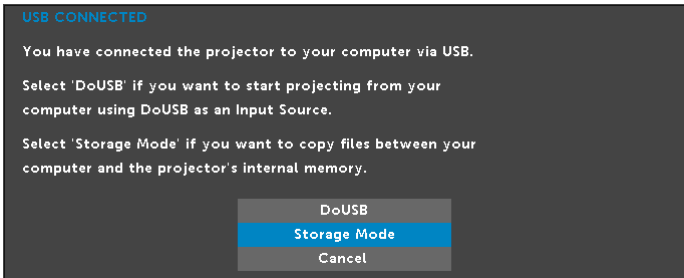 USB CONNECTED
You have connected the projector to your computer via USB.
Select 'DoUSB' if you want to start projecting from your
computer using DoUSB as an Input Source.
Select 'Storage Mode' if you want to copy files between your
computer and the projector's internal memory.
DoUSB
Storage Mode
Cancel